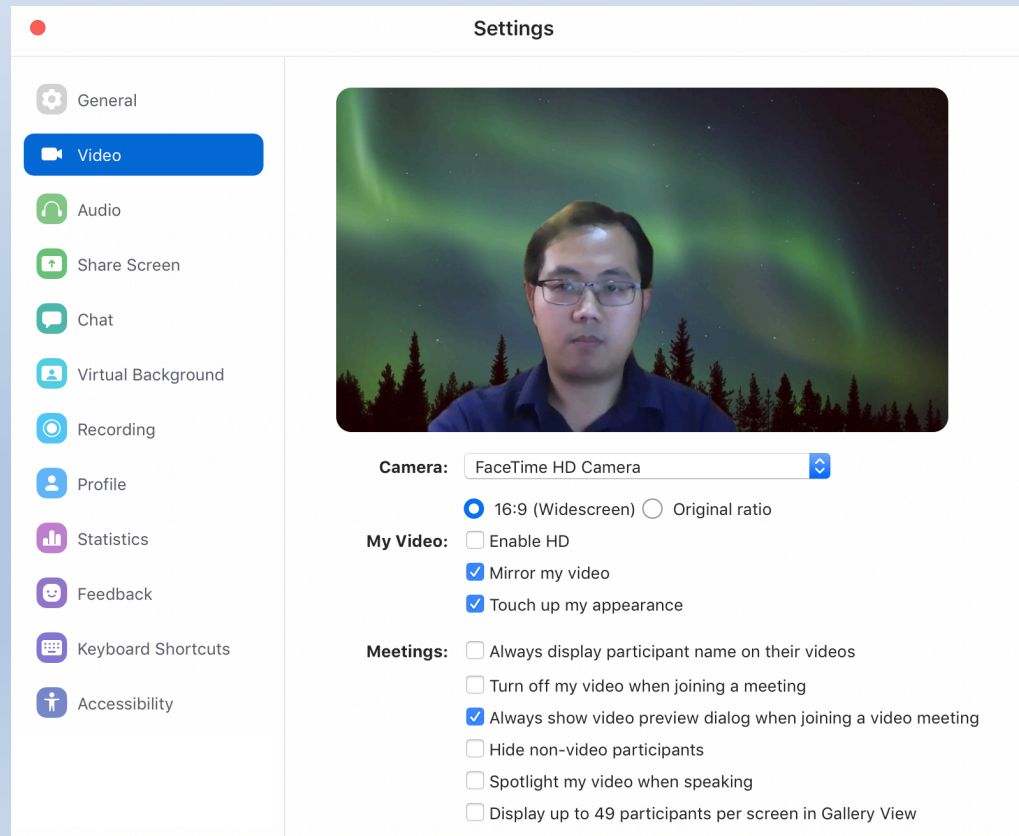 Settings
General
Video
Audio
Share Screen
Chat
Virtual Background
Recording
Profile
Statistics
Feedback
Keyboard Shortcuts
Accessibility
Camera: FaceTime HD Camera
16:9 (Widescreen) Original ratio
My Video: Enable HD
Mirror my video
Touch up my appearance
Meetings: Always display participant name on their videos
Turn off my video when joining a meeting
Always show video preview dialog when joining a video meeting
Hide non-video participants
Spotlight my video when speaking
Display up to 49 participants per screen in Gallery View